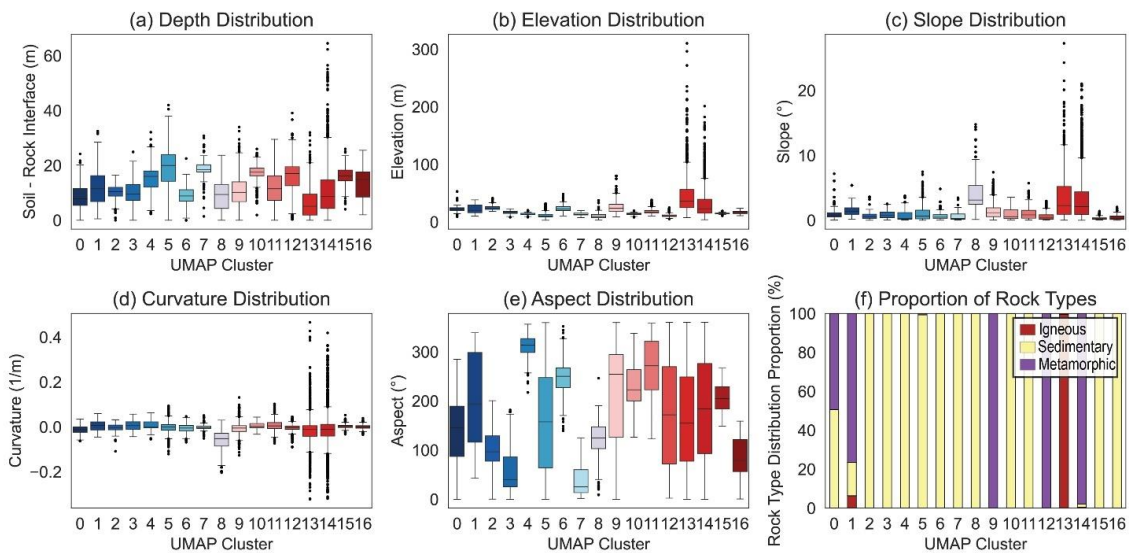 (a) Depth Distribution
Soil - Rock Interface (m)
60
40
20
0
0 1 2 3 4 5 6 7 8 9 10 11 12 13 14 15 16
UMAP Cluster
(b) Elevation Distribution
Elevation (m)
300
200
100
0
0 1 2 3 4 5 6 7 8 9 10 11 12 13 14 15 16
UMAP Cluster
(c) Slope Distribution
Slope (°)
20
10
0
0 1 2 3 4 5 6 7 8 9 10 11 12 13 14 15 16
UMAP Cluster
(d) Curvature Distribution
Curvature (1/m)
0.4
0.2
0.0
−0.2
0 1 2 3 4 5 6 7 8 9 10 11 12 13 14 15 16
UMAP Cluster
(e) Aspect Distribution
Aspect (°)
300
200
100
0
0 1 2 3 4 5 6 7 8 9 10 11 12 13 14 15 16
UMAP Cluster
(f) Proportion of Rock Types
Rock Type Distribution Proportion (%)
100
80
60
40
20
0
Igneous
Sedimentary
Metamorphic
0 1 2 3 4 5 6 7 8 9 10 11 12 13 14 15 16
UMAP Cluster